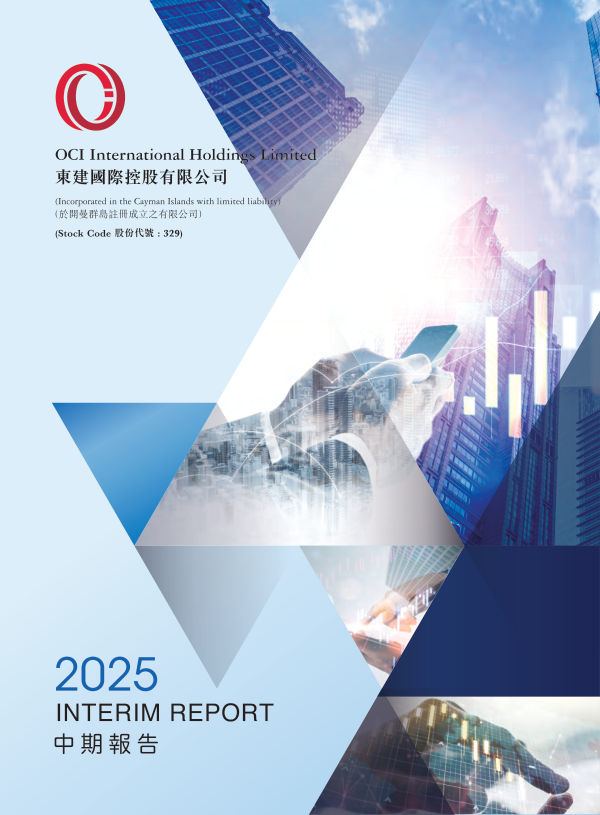 OCI International Holdings Limited
東建國際控股有限公司
(Incorporated in the Cayman Islands with limited liability)
(於開曼群島註冊成立之有限公司)
(Stock Code 股份代號 : 329)
2025
INTERIM REPORT
中期報告